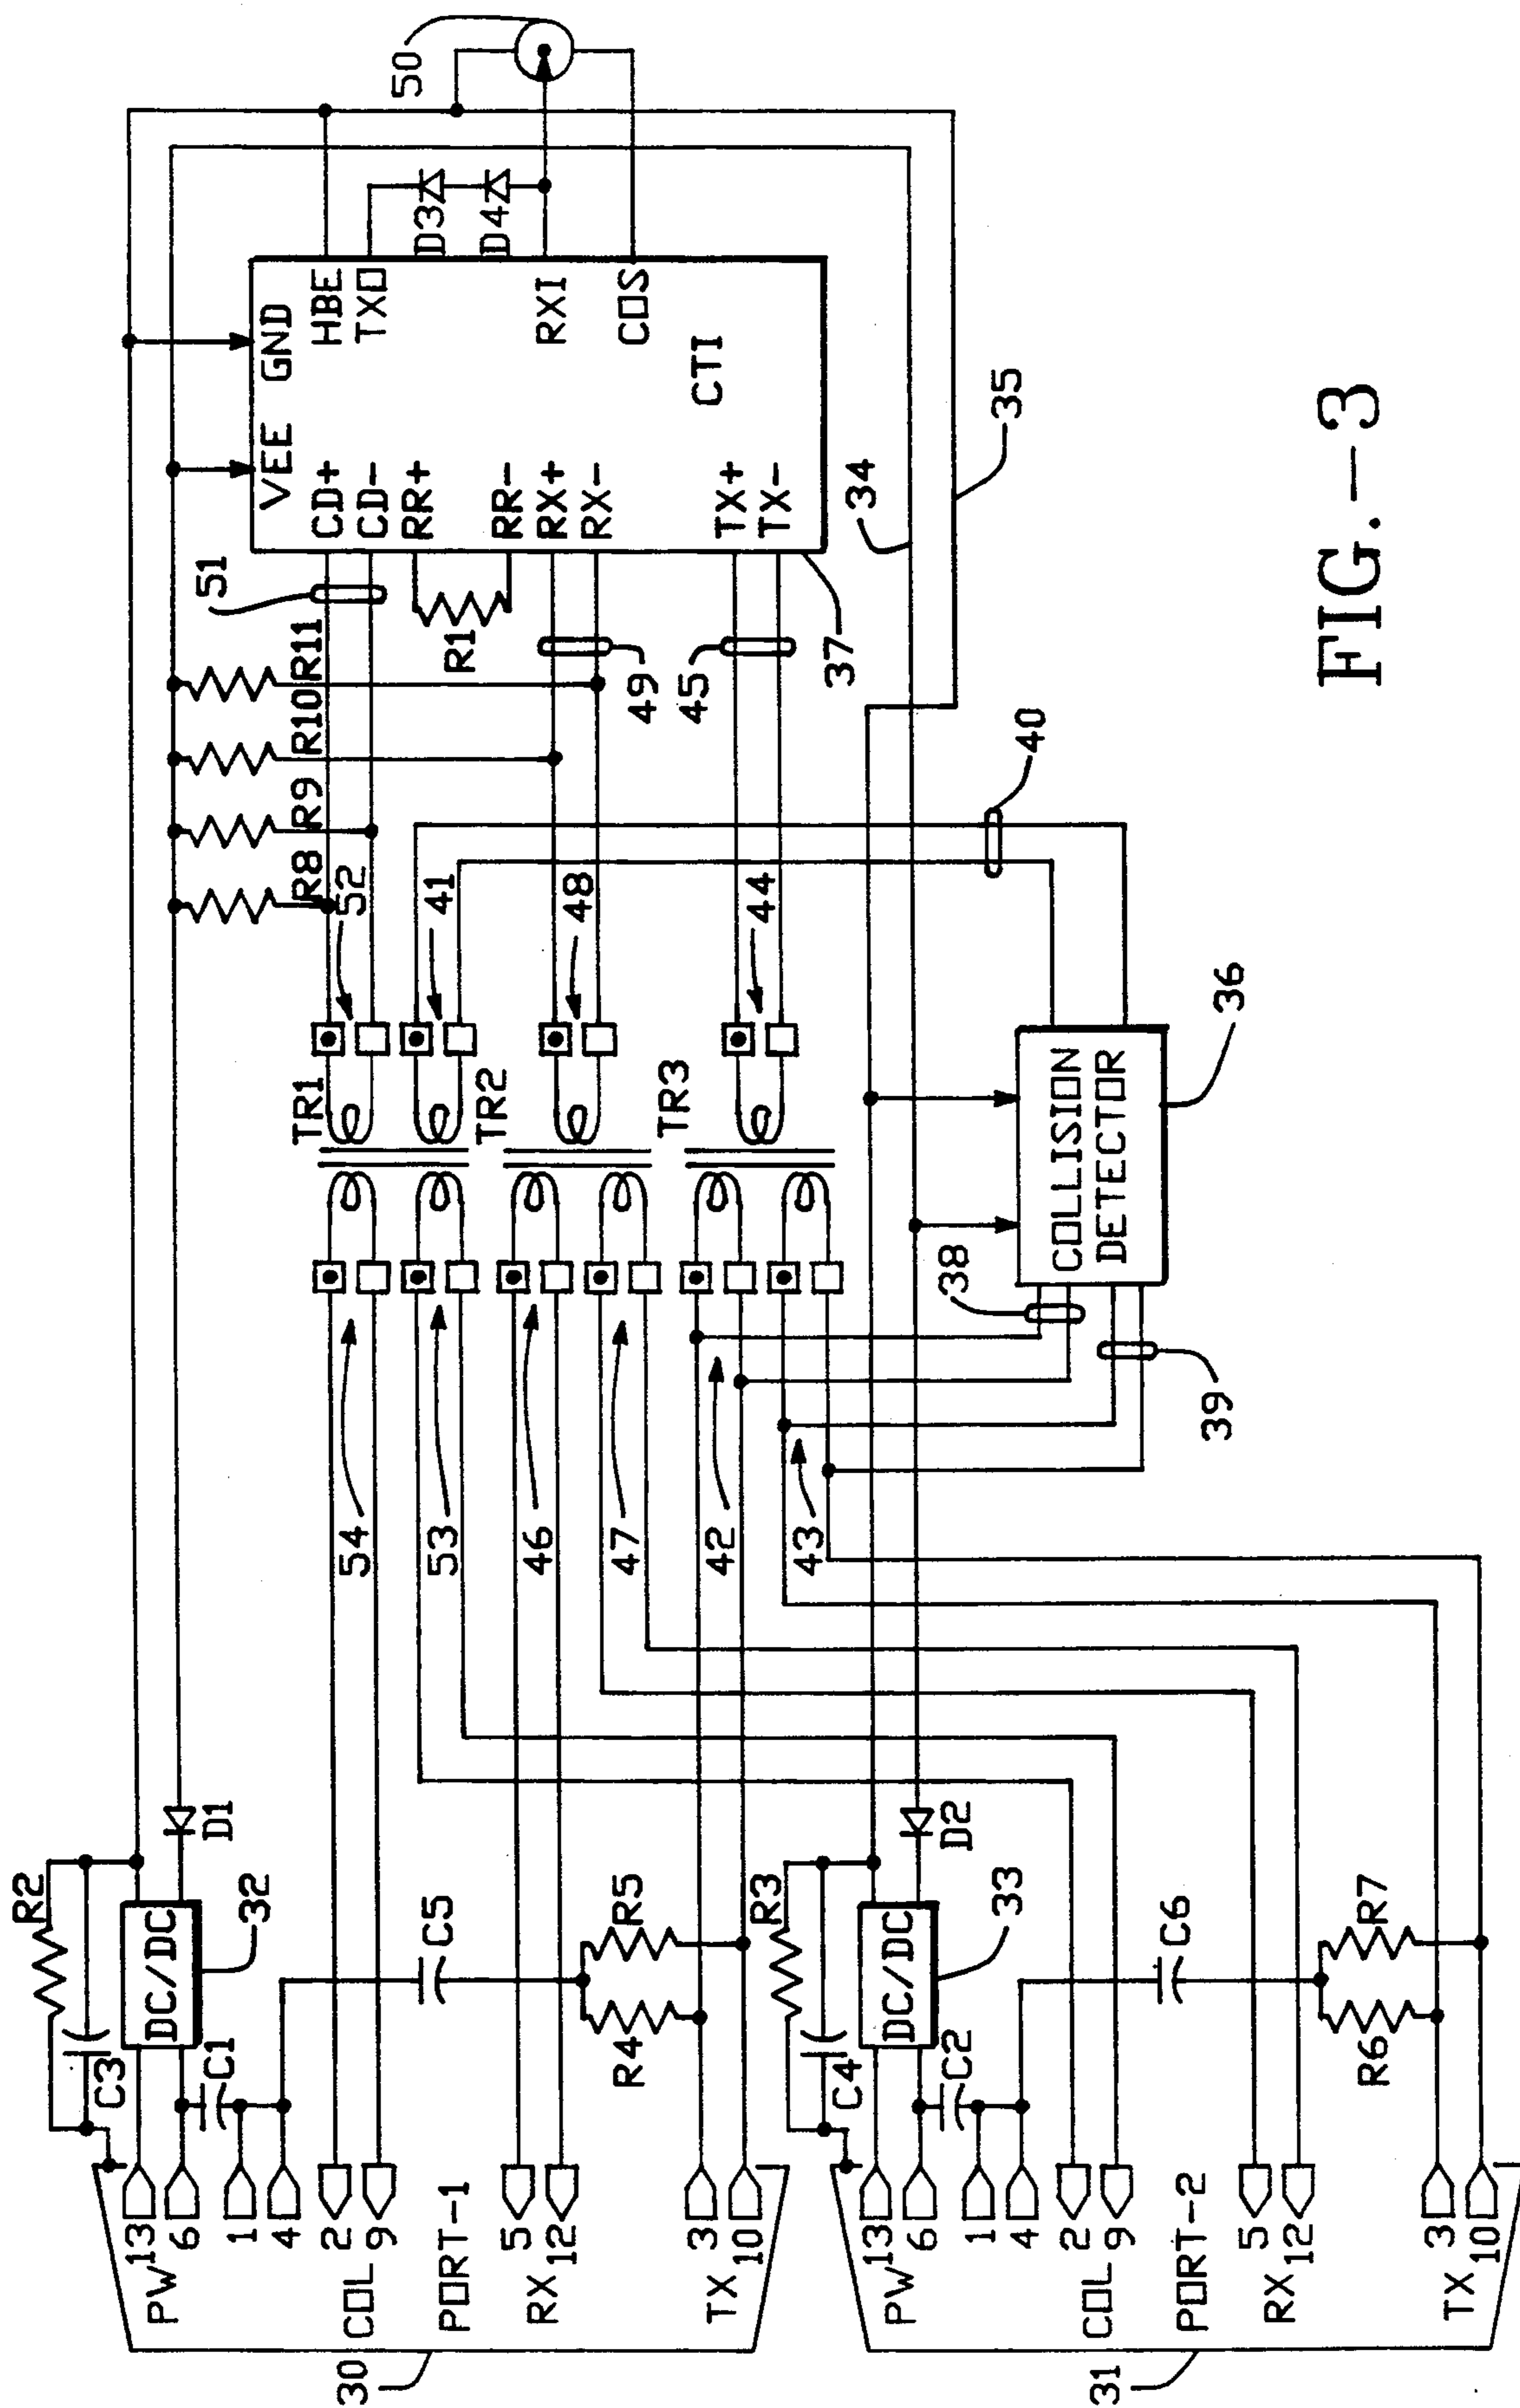 R2
C3
DC/DC
32
D1
C1
PW
13
6
1
4
COL
2
9
PORT-1
RX
5
12
TX
3
10
30
C5
R4
R5
R3
C4
DC/DC
33
D2
C2
PW
13
6
1
4
COL
2
9
PORT-2
RX
5
12
TX
3
10
31
C6
R6
R7
54
53
46
47
42
43
TR1
TR2
TR3
52
41
48
44
R8
R9
R10
R11
51
R1
49
45
37
VEE
GND
CD+
CD-
RR+
RR-
RX+
RX-
TX+
TX-
HBE
TXO
RXI
COS
CTI
D3
D4
50
34
35
38
39
COLLISION
DETECTOR
36
40
FIG.-3